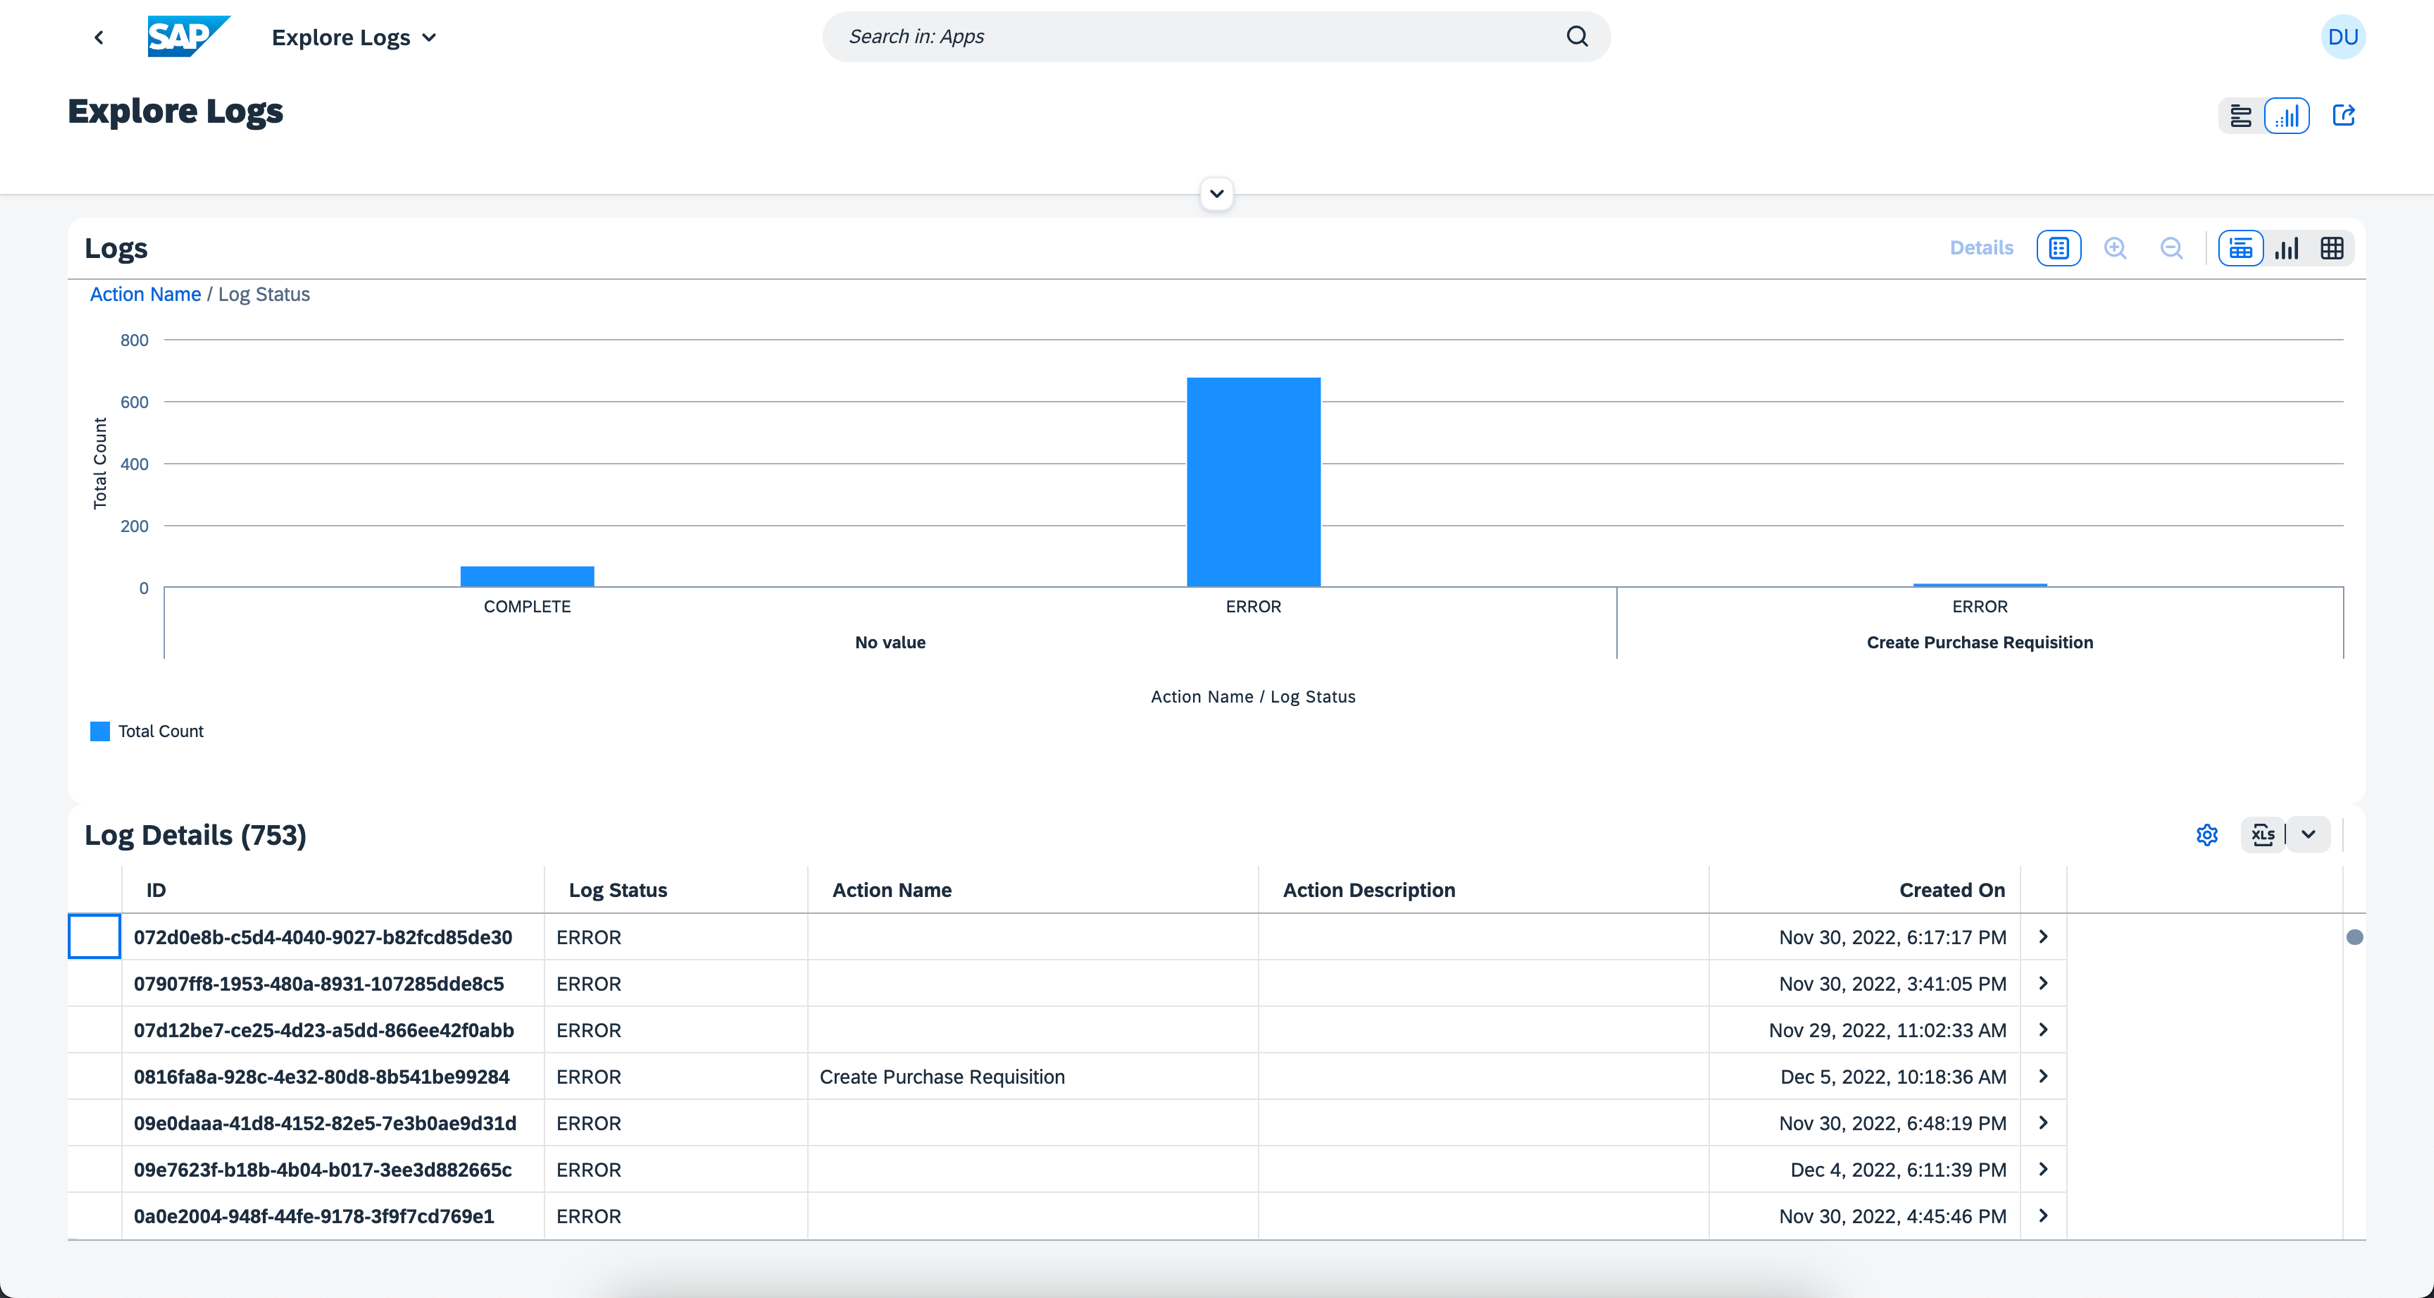 SAP Explore Logs
Search in: Apps
DU
Explore Logs
Logs
Details
Action Name / Log Status
800
600
400
200
0
Total Count
COMPLETE
ERROR
ERROR
No value
Create Purchase Requisition
Action Name / Log Status
Total Count
Log Details (753)
XLS
ID Log Status Action Name Action Description Created On
072d0e8b-c5d4-4040-9027-b82fcd85de30 ERROR Nov 30, 2022, 6:17:17 PM
07907ff8-1953-480a-8931-107285dde8c5 ERROR Nov 30, 2022, 3:41:05 PM
07d12be7-ce25-4d23-a5dd-866ee42f0abb ERROR Nov 29, 2022, 11:02:33 AM
0816fa8a-928c-4e32-80d8-8b541be99284 ERROR Create Purchase Requisition Dec 5, 2022, 10:18:36 AM
09e0daaa-41d8-4152-82e5-7e3b0ae9d31d ERROR Nov 30, 2022, 6:48:19 PM
09e7623f-b18b-4b04-b017-3ee3d882665c ERROR Dec 4, 2022, 6:11:39 PM
0a0e2004-948f-44fe-9178-3f9f7cd769e1 ERROR Nov 30, 2022, 4:45:46 PM